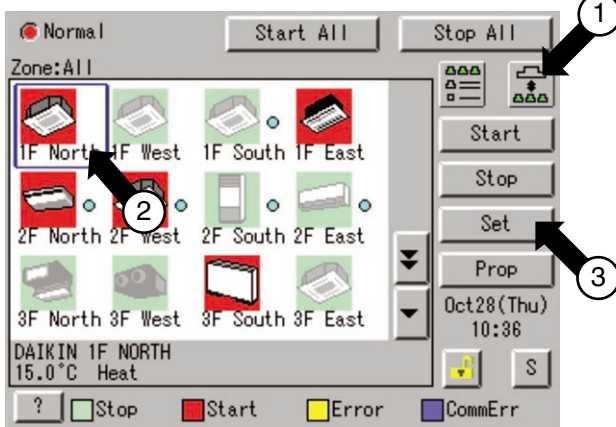 Normal Start All Stop All
1
Zone:All
1F North 1F West 1F South 1F East
Start
Stop
2
2F North 2F West 2F South 2F East
Set
3
Prop
3F North 3F West 3F South 3F East
Oct28(Thu)
10:36
DAIKIN 1F NORTH
15.0°C Heat
S
? Stop Start Error CommErr